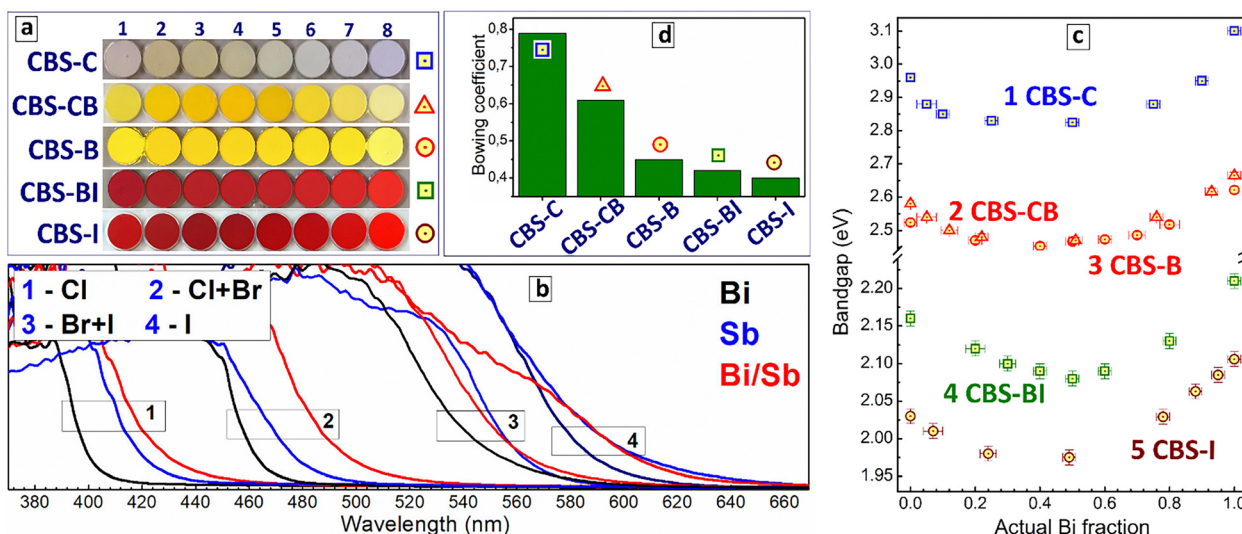 a
1 2 3 4 5 6 7 8
CBS-C
CBS-CB
CBS-B
CBS-BI
CBS-I
d
Bowing coefficient
0,8
0,7
0,6
0,5
0,4
CBS-C
CBS-CB
CBS-B
CBS-BI
CBS-I
b
1 - Cl 2 - Cl+Br
3 - Br+I 4 - I
Bi
Sb
Bi/Sb
1
2
3
4
380 400 420 440 460 480 500 520 540 560 580 600 620 640 660
Wavelength (nm)
c
Bandgap (eV)
3.1
3.0
2.9
2.8
2.7
2.6
2.5
2.20
2.15
2.10
2.05
2.00
1.95
1 CBS-C
2 CBS-CB
3 CBS-B
4 CBS-BI
5 CBS-I
0.0 0.2 0.4 0.6 0.8 1.0
Actual Bi fraction